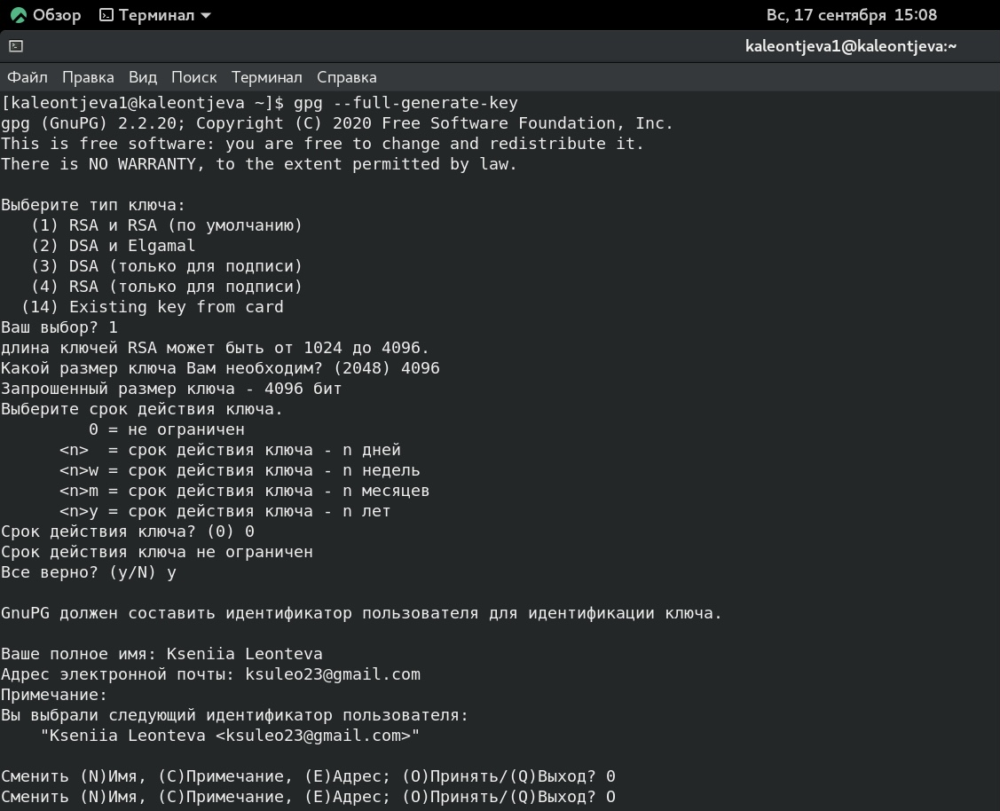 Обзор Терминал Вс, 17 сентября 15:08
kaleontjeva1@kaleontjeva:~
Файл Правка Вид Поиск Терминал Справка
[kaleontjeva1@kaleontjeva ~]$ gpg --full-generate-key
gpg (GnuPG) 2.2.20; Copyright (C) 2020 Free Software Foundation, Inc.
This is free software: you are free to change and redistribute it.
There is NO WARRANTY, to the extent permitted by law.

Выберите тип ключа:
   (1) RSA и RSA (по умолчанию)
   (2) DSA и Elgamal
   (3) DSA (только для подписи)
   (4) RSA (только для подписи)
  (14) Existing key from card
Ваш выбор? 1
длина ключей RSA может быть от 1024 до 4096.
Какой размер ключа Вам необходим? (2048) 4096
Запрошенный размер ключа - 4096 бит
Выберите срок действия ключа.
         0 = не ограничен
      <n>  = срок действия ключа - n дней
      <n>w = срок действия ключа - n недель
      <n>m = срок действия ключа - n месяцев
      <n>y = срок действия ключа - n лет
Срок действия ключа? (0) 0
Срок действия ключа не ограничен
Все верно? (y/N) y

GnuPG должен составить идентификатор пользователя для идентификации ключа.

Ваше полное имя: Kseniia Leonteva
Адрес электронной почты: ksuleo23@gmail.com
Примечание:
Вы выбрали следующий идентификатор пользователя:
    "Kseniia Leonteva <ksuleo23@gmail.com>"

Сменить (N)Имя, (C)Примечание, (E)Адрес; (O)Принять/(Q)Выход? 0
Сменить (N)Имя, (C)Примечание, (E)Адрес; (O)Принять/(Q)Выход? O